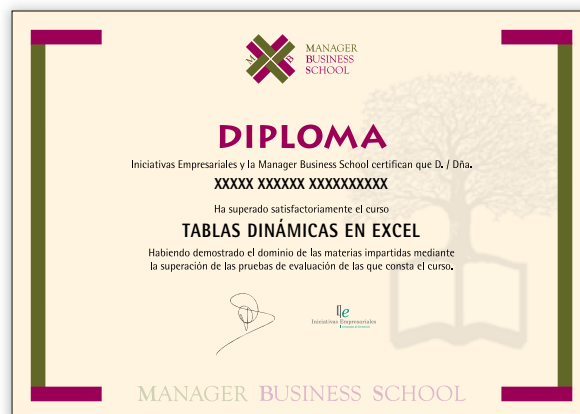 M B
MANAGER
BUSINESS
SCHOOL
DIPLOMA
Iniciativas Empresariales y la Manager Business School certifican que D. / Dña.
XXXXX XXXXXX XXXXXXXXXX
Ha superado satisfactoriamente el curso
TABLAS DINÁMICAS EN EXCEL
Habiendo demostrado el dominio de las materias impartidas mediante
la superación de las pruebas de evaluación de las que consta el curso.
Iniciativas Empresariales
MANAGER BUSINESS SCHOOL